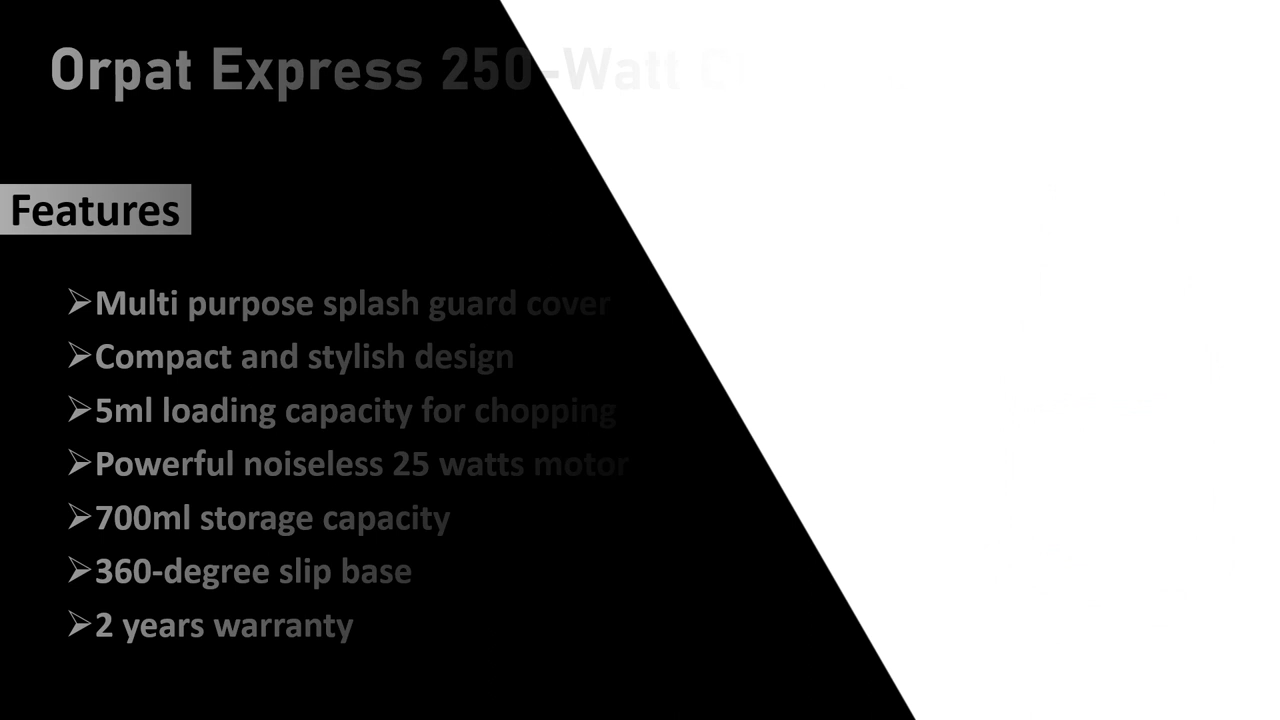 Orpat Express 250-Watt
Features
➢Multi purpose splash guard cover
➢Compact and stylish design
➢5ml loading capacity for chopping
➢Powerful noiseless 25 watts motor
➢700ml storage capacity
➢360-degree slip base
➢2 years warranty